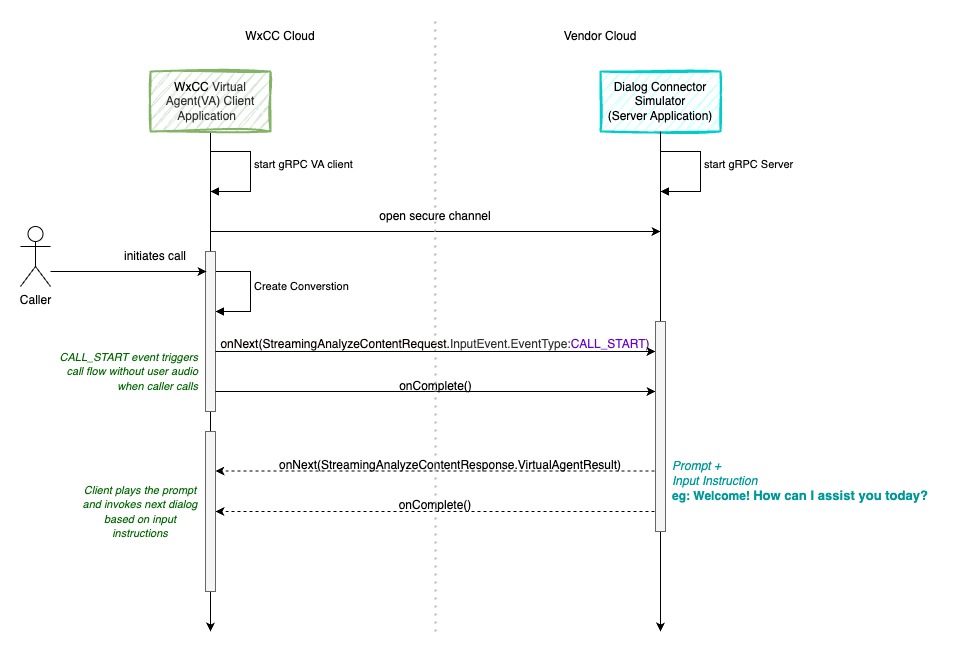 WxCC Cloud
Vendor Cloud
WxCC Virtual
Agent(VA) Client
Application
Dialog Connector
Simulator
(Server Application)
start gRPC VA client
start gRPC Server
open secure channel
initiates call
Caller
Create Converstion
onNext(StreamingAnalyzeContentRequest.InputEvent.EventType:CALL_START)
CALL_START event triggers
call flow without user audio
when caller calls
onComplete()
onNext(StreamingAnalyzeContentResponse.VirtualAgentResult)
Prompt +
Input Instruction
eg: Welcome! How can I assist you today?
Client plays the prompt
and invokes next dialog
based on input
instructions
onComplete()